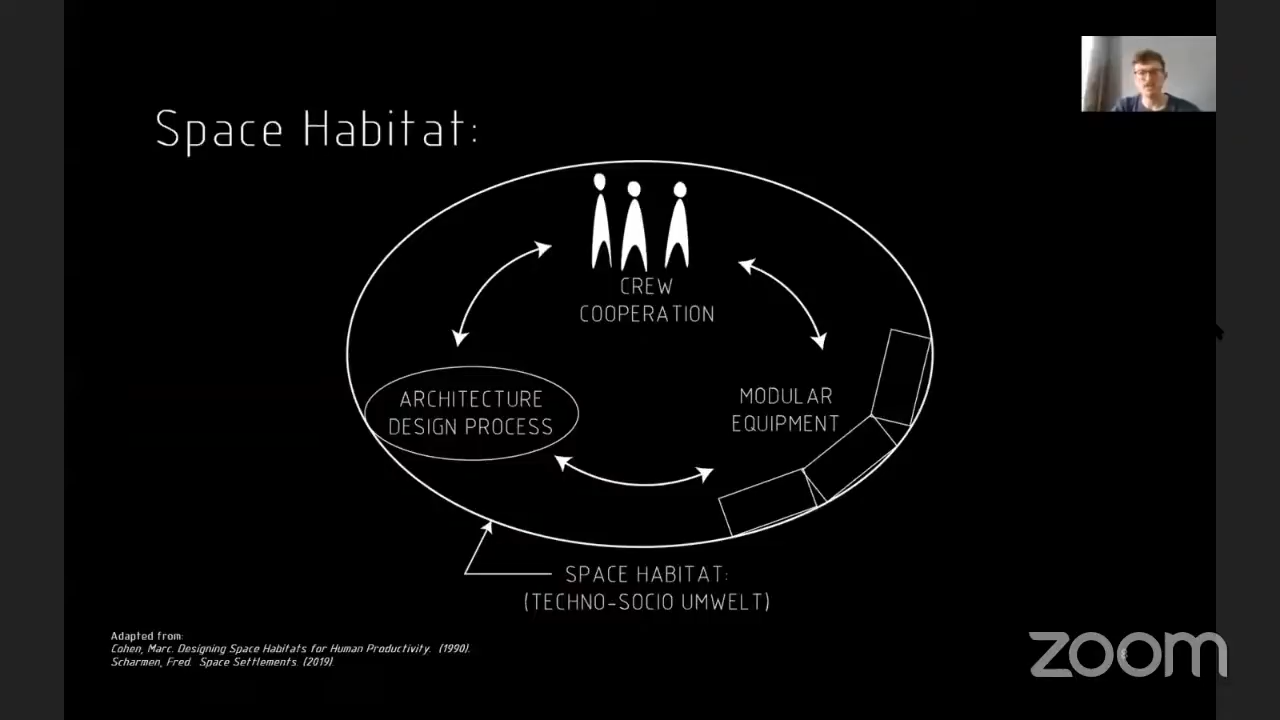 Space Habitat:
CREW
COOPERATION
ARCHITECTURE
DESIGN PROCESS
MODULAR
EQUIPMENT
SPACE HABITAT:
(TECHNO-SOCIO UMWELT)
Adapted from:
Cohen, Marc. Designing Space Habitats for Human Productivity. (1990).
Scharmen, Fred. Space Settlements. (2019).
zoom